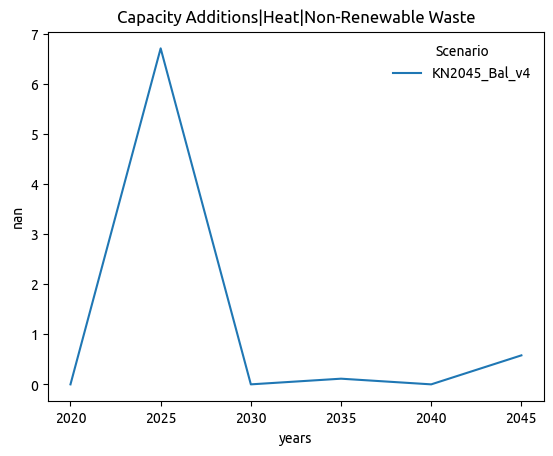 Capacity Additions|Heat|Non-Renewable Waste
Scenario
KN2045_Bal_v4
7
6
5
4
3
2
1
0
nan
2020 2025 2030 2035 2040 2045
years